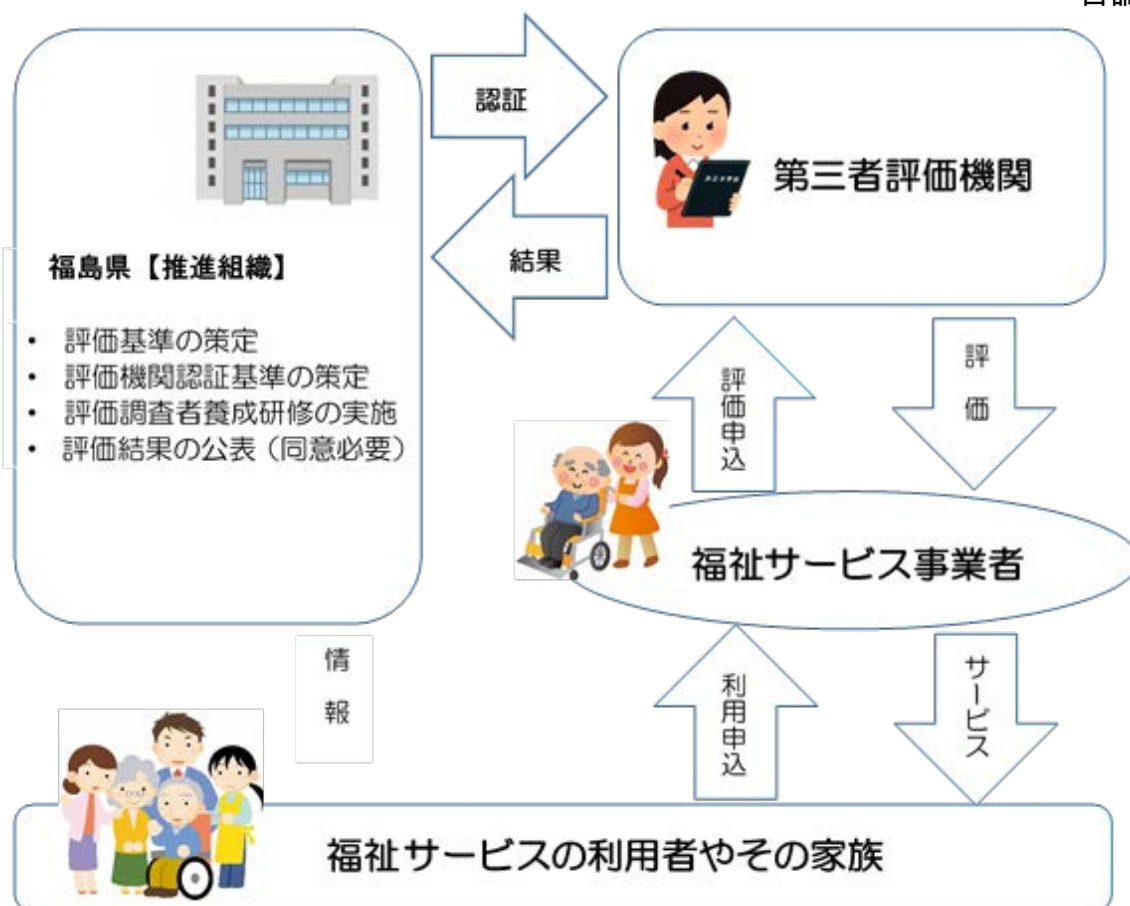 認証
第三者評価機関
結果
福島県【推進組織】
・ 評価基準の策定
・ 評価機関認証基準の策定
・ 評価調査者養成研修の実施
・ 評価結果の公表（同意必要）
評価申込
評価
福祉サービス事業者
情報
利用申込
サービス
福祉サービスの利用者やその家族